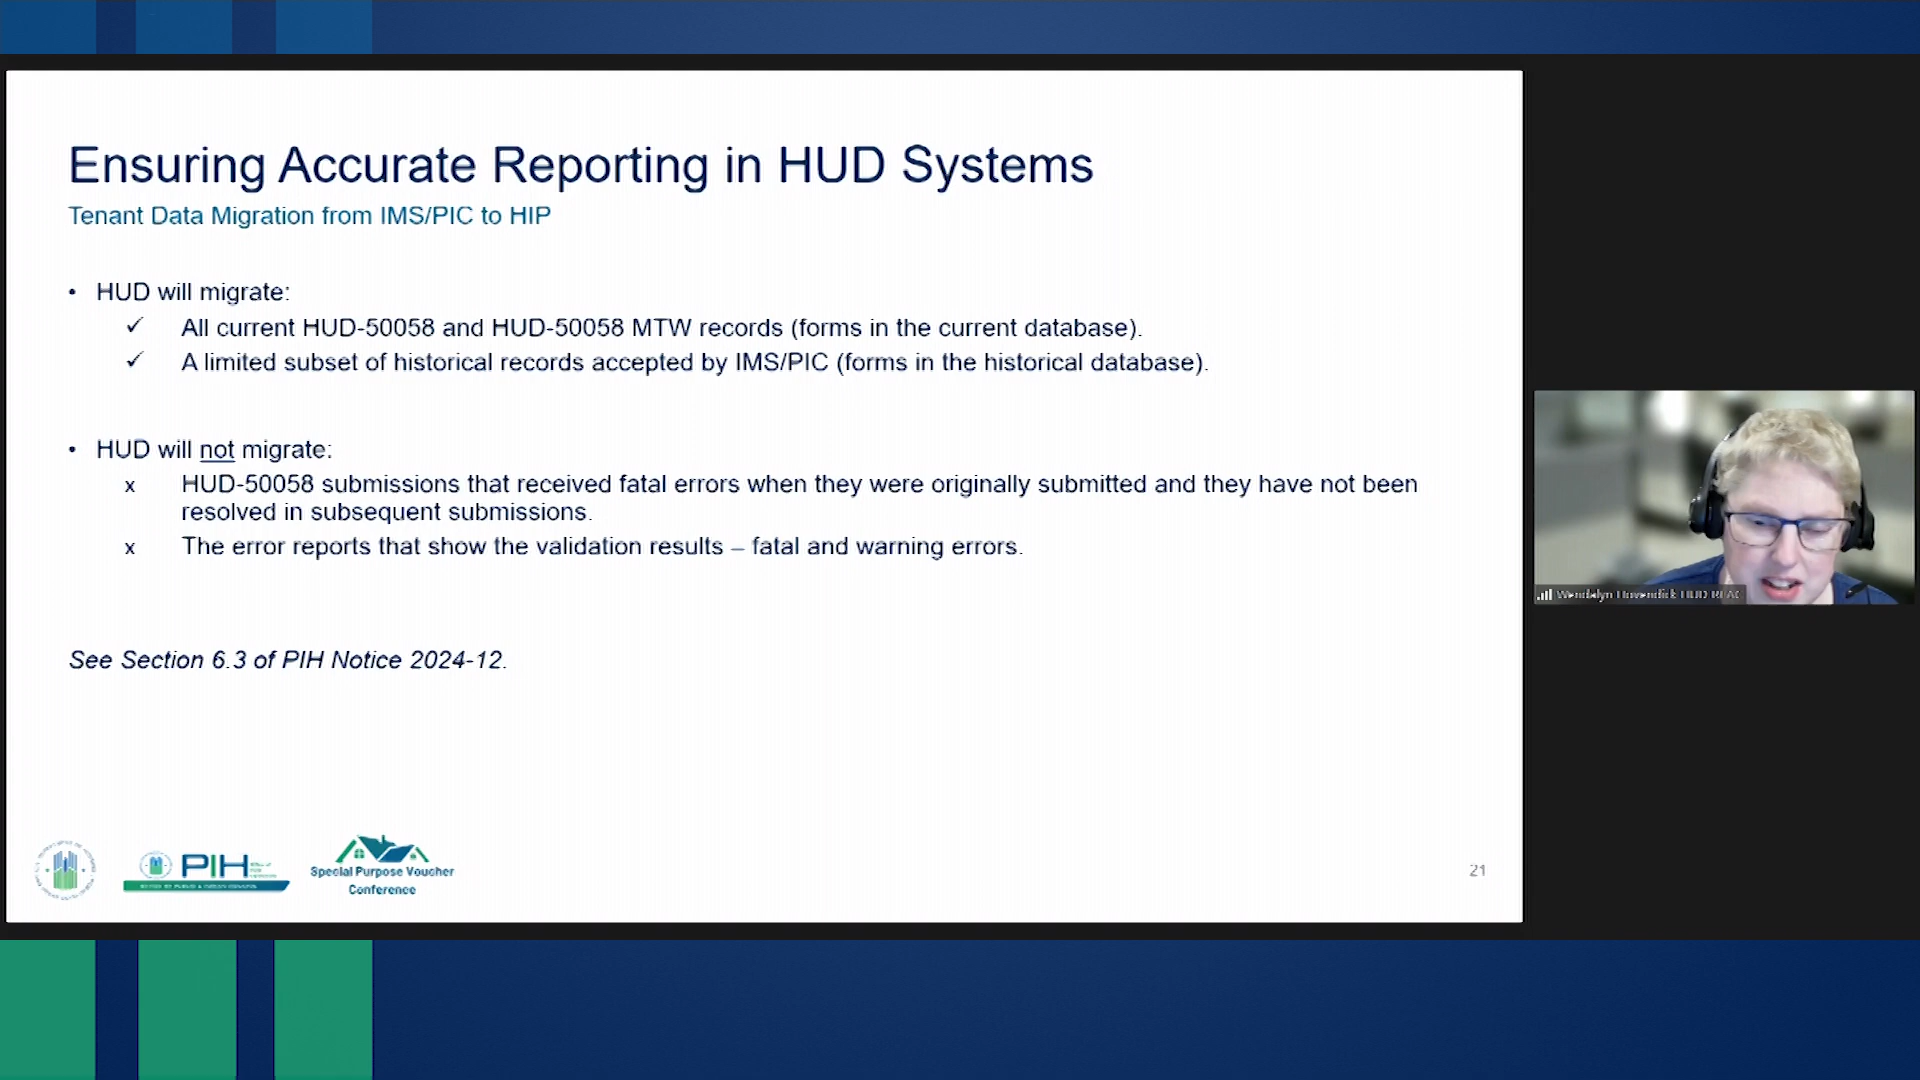 Ensuring Accurate Reporting in HUD Systems
Tenant Data Migration from IMS/PIC to HIP
• HUD will migrate:
✓ All current HUD-50058 and HUD-50058 MTW records (forms in the current database).
✓ A limited subset of historical records accepted by IMS/PIC (forms in the historical database).
• HUD will not migrate:
x HUD-50058 submissions that received fatal errors when they were originally submitted and they have not been
resolved in subsequent submissions.
x The error reports that show the validation results – fatal and warning errors.
See Section 6.3 of PIH Notice 2024-12.
PIH
Special Purpose Voucher
Conference
21
Wendalyn Hovendick HUD REAC